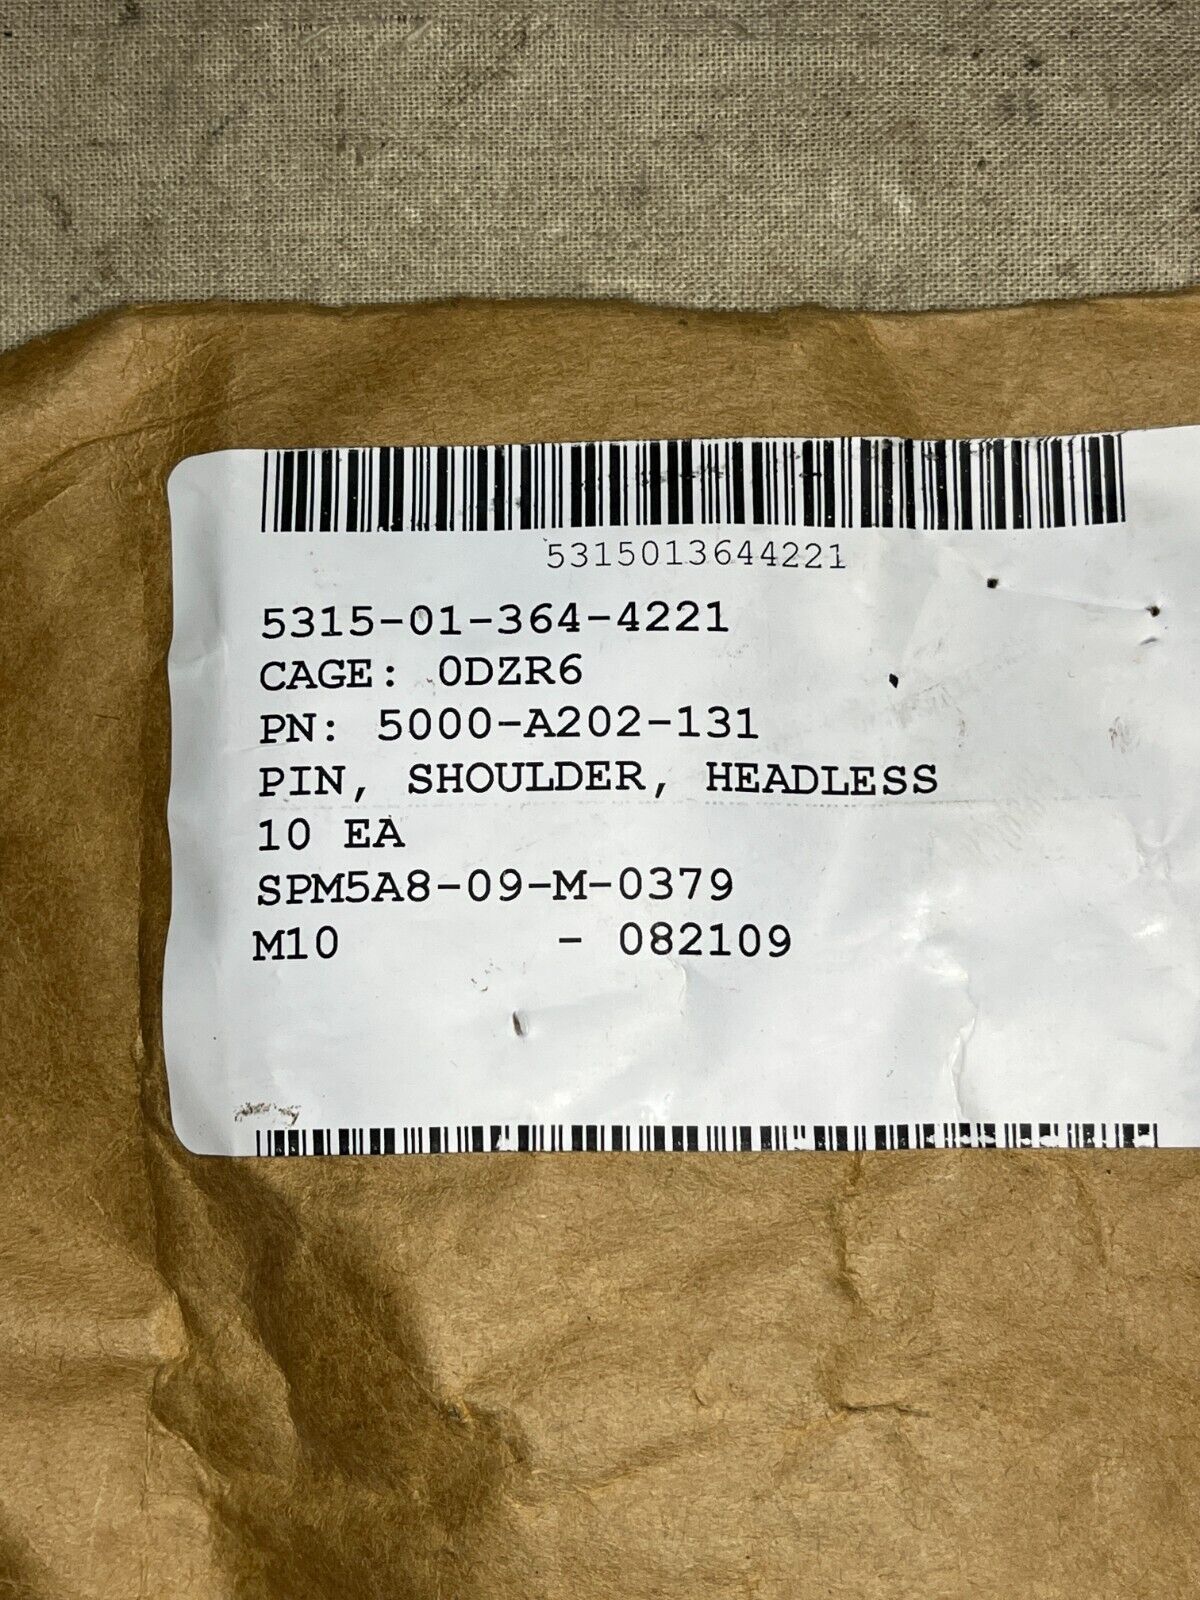 5315013644221
5315-01-364-4221
CAGE: 0DZR6
PN: 5000-A202-131
PIN, SHOULDER, HEADLESS
10 EA
SPM5A8-09-M-0379
M10 - 082109